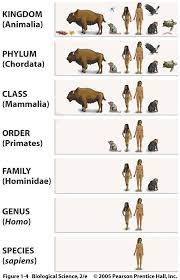 KINGDOM
(Animalia)
PHYLUM
(Chordata)
CLASS
(Mammalia)
ORDER
(Primates)
FAMILY
(Hominidae)
GENUS
(Homo)
SPECIES
(sapiens)
Figure 1-4 Biological Science, 2/e © 2005 Pearson Prentice Hall, Inc.